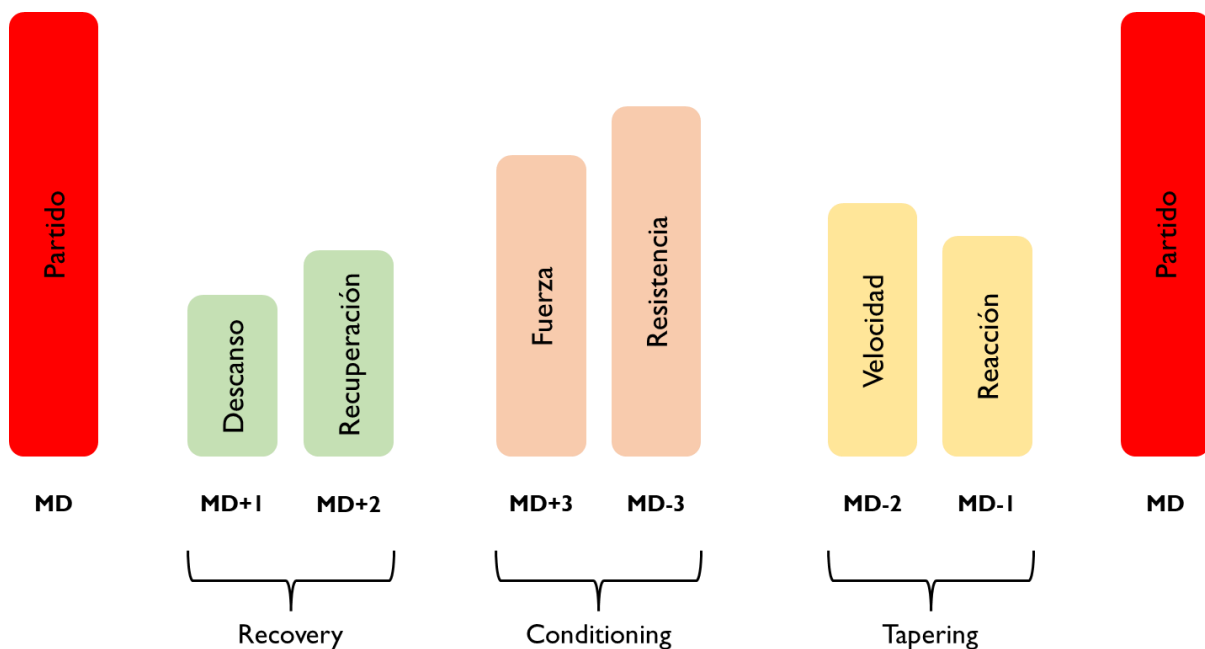 Partido
Descanso
Recuperación
Fuerza
Resistencia
Velocidad
Reacción
Partido
MD
MD+1
MD+2
MD+3
MD-3
MD-2
MD-1
MD
Recovery
Conditioning
Tapering